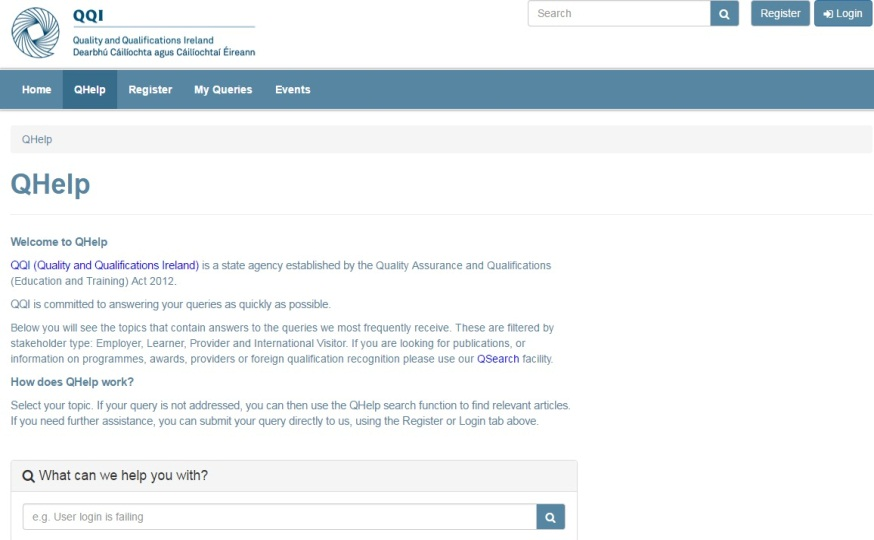 QQI
Quality and Qualifications Ireland
Dearbhú Cáilíochta agus Cáilíochtaí Éireann
Search
Register
Login
Home
QHelp
Register
My Queries
Events
QHelp
QHelp
Welcome to QHelp
QQI (Quality and Qualifications Ireland) is a state agency established by the Quality Assurance and Qualifications
(Education and Training) Act 2012.
QQI is committed to answering your queries as quickly as possible.
Below you will see the topics that contain answers to the queries we most frequently receive. These are filtered by
stakeholder type: Employer, Learner, Provider and International Visitor. If you are looking for publications, or
information on programmes, awards, providers or foreign qualification recognition please use our QSearch facility.
How does QHelp work?
Select your topic. If your query is not addressed, you can then use the QHelp search function to find relevant articles.
If you need further assistance, you can submit your query directly to us, using the Register or Login tab above.
What can we help you with?
e.g. User login is failing